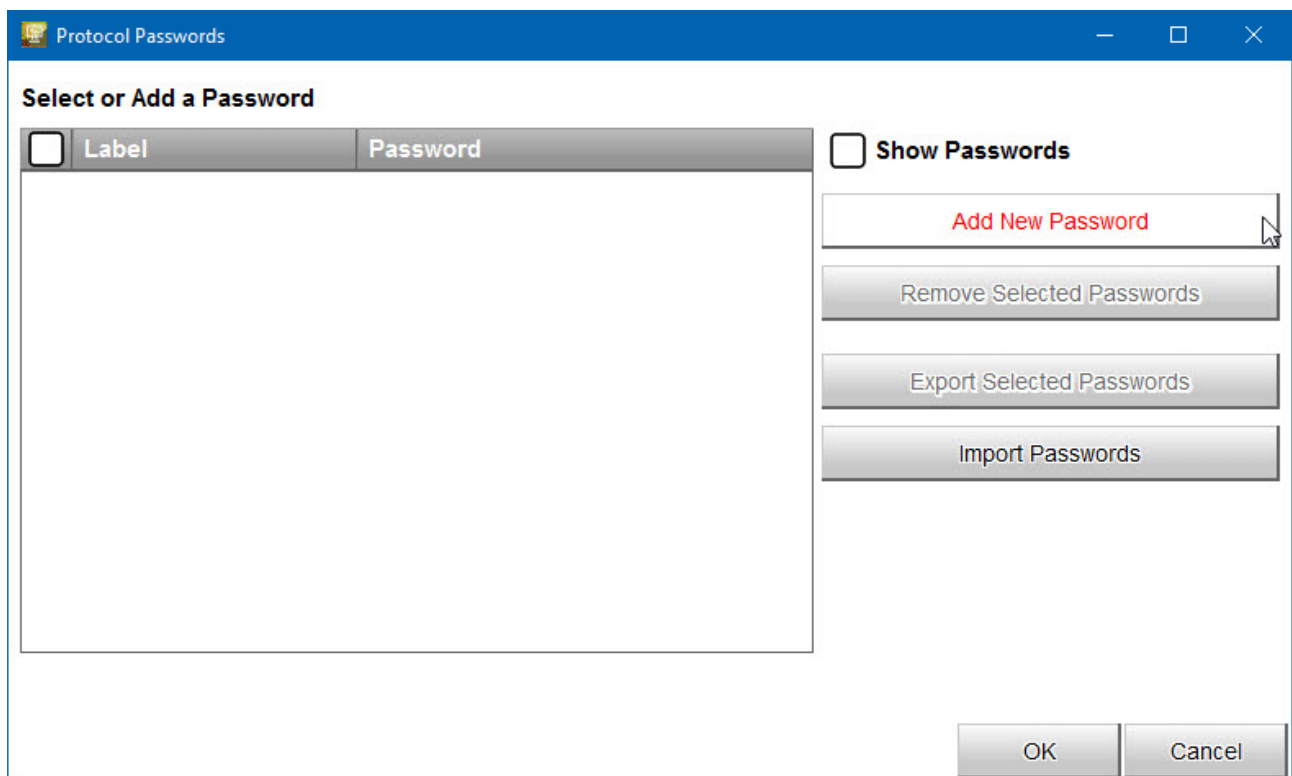 Protocol Passwords
Select or Add a Password
Label Password
Show Passwords
Add New Password
Remove Selected Passwords
Export Selected Passwords
Import Passwords
OK Cancel